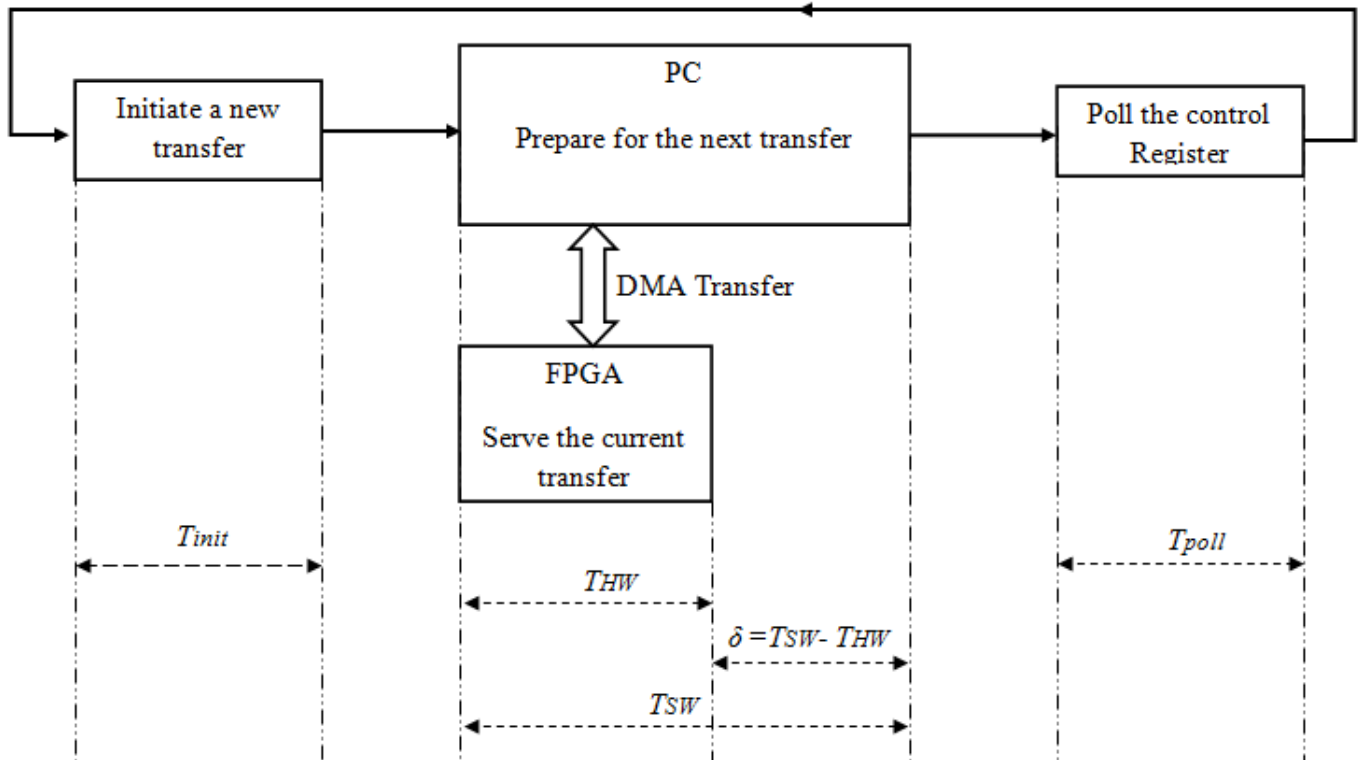 PC
Initiate a new
transfer
Prepare for the next transfer
Poll the control
Register
DMA Transfer
FPGA
Serve the current
transfer
Tinit
Tpoll
THW
δ =TSW- THW
TSW